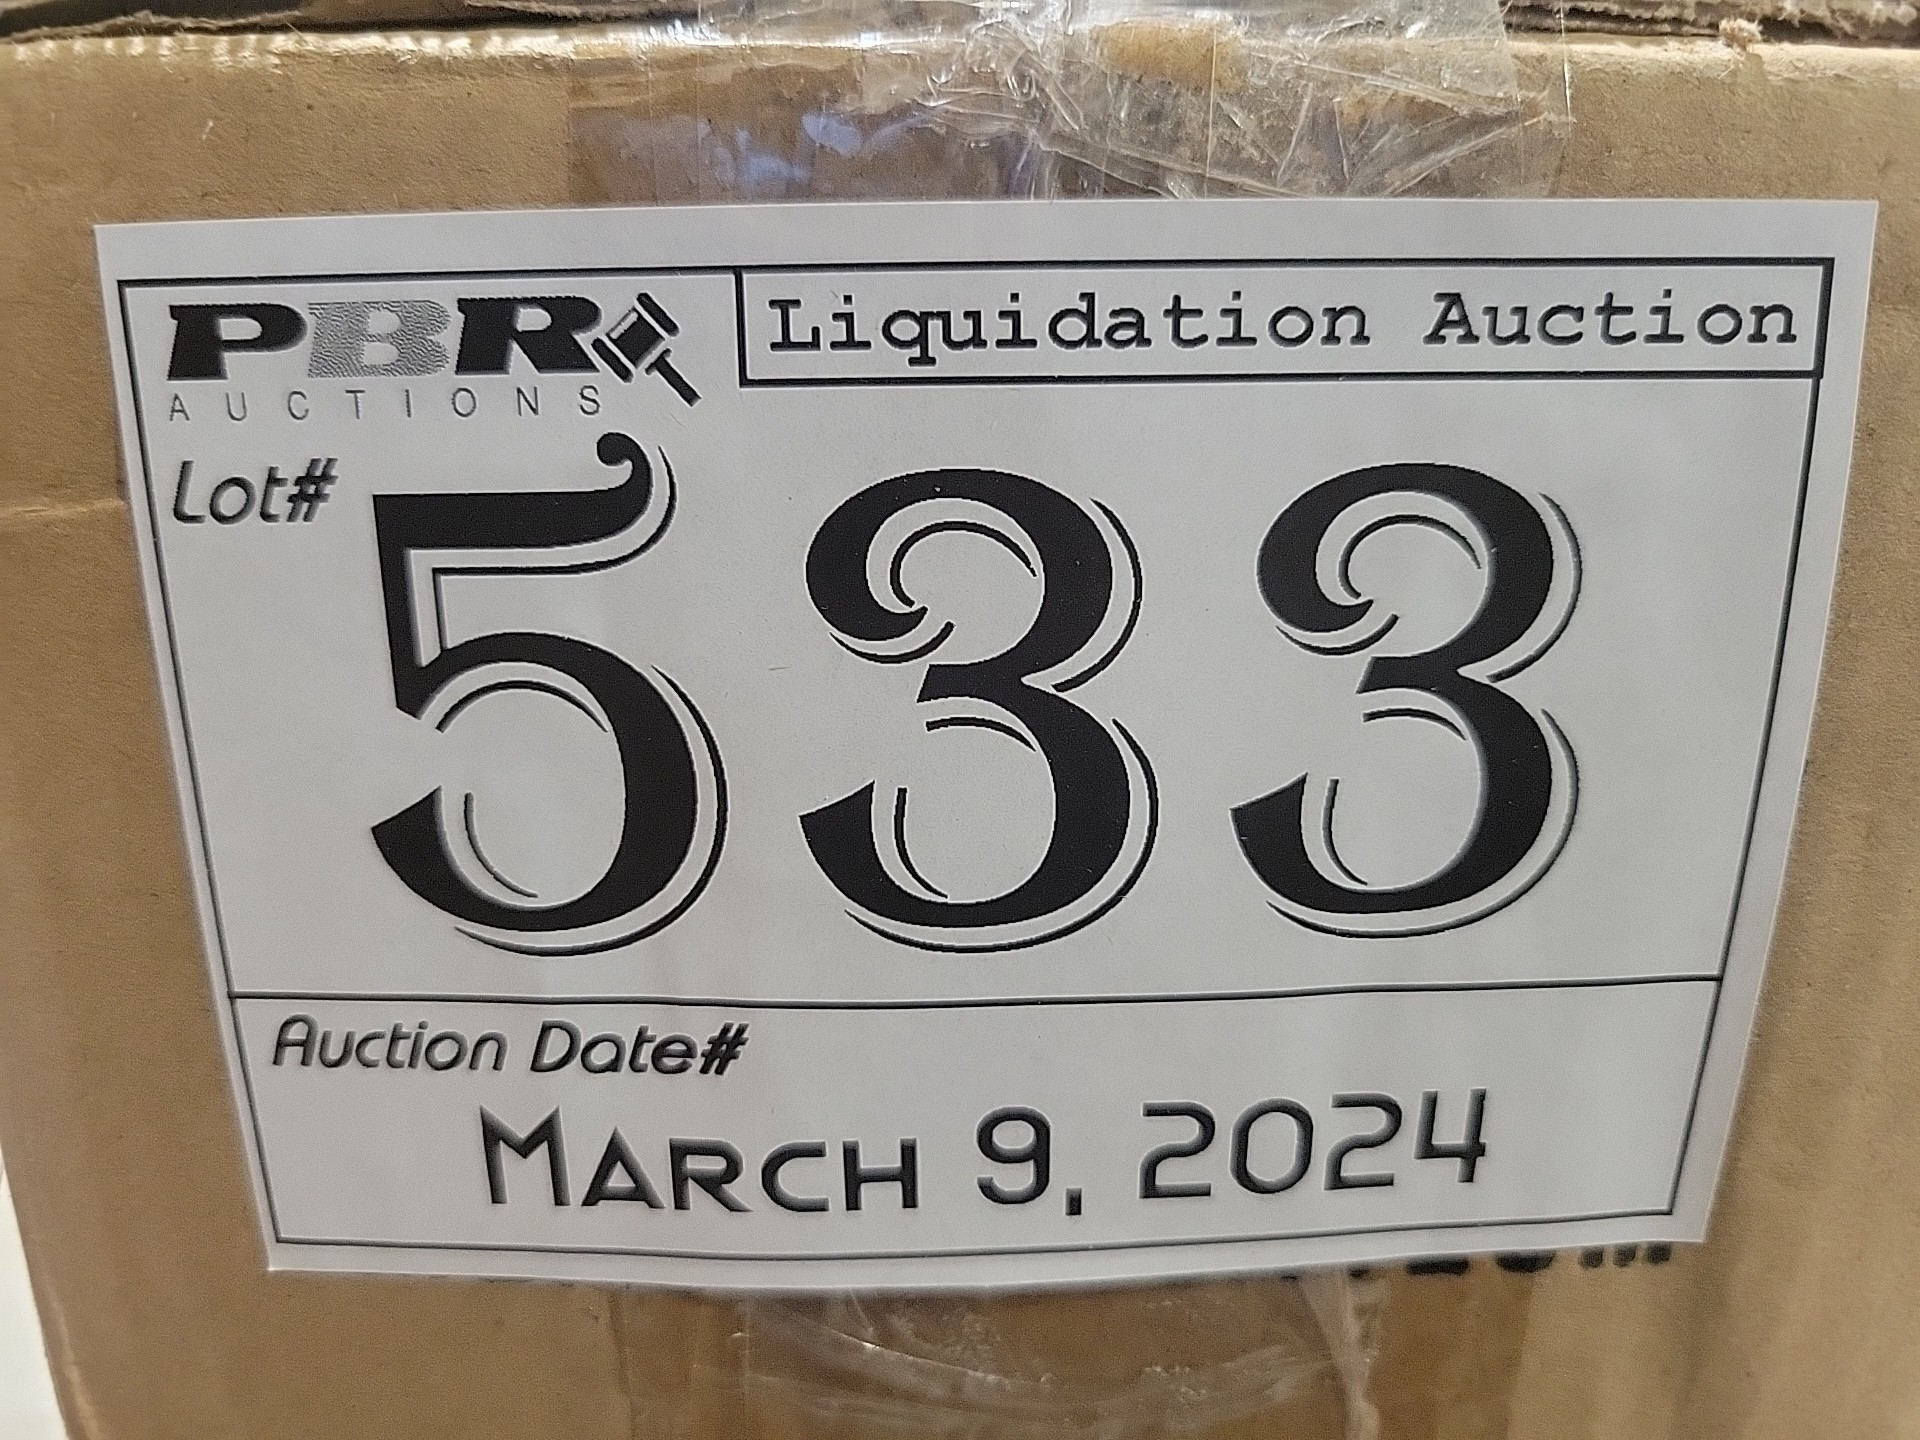 PBR
AUCTIONS
Liquidation Auction
Lot#
533
Auction Date#
MARCH 9, 2024